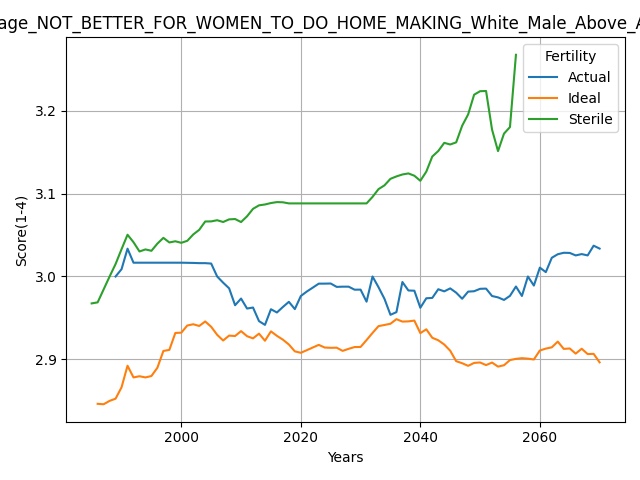 age_NOT_BETTER_FOR_WOMEN_TO_DO_HOME_MAKING_White_Male_Above_A
Fertility
Actual
Ideal
Sterile
Score(1-4)
3.2
3.1
3.0
2.9
2000
2020
2040
2060
Years